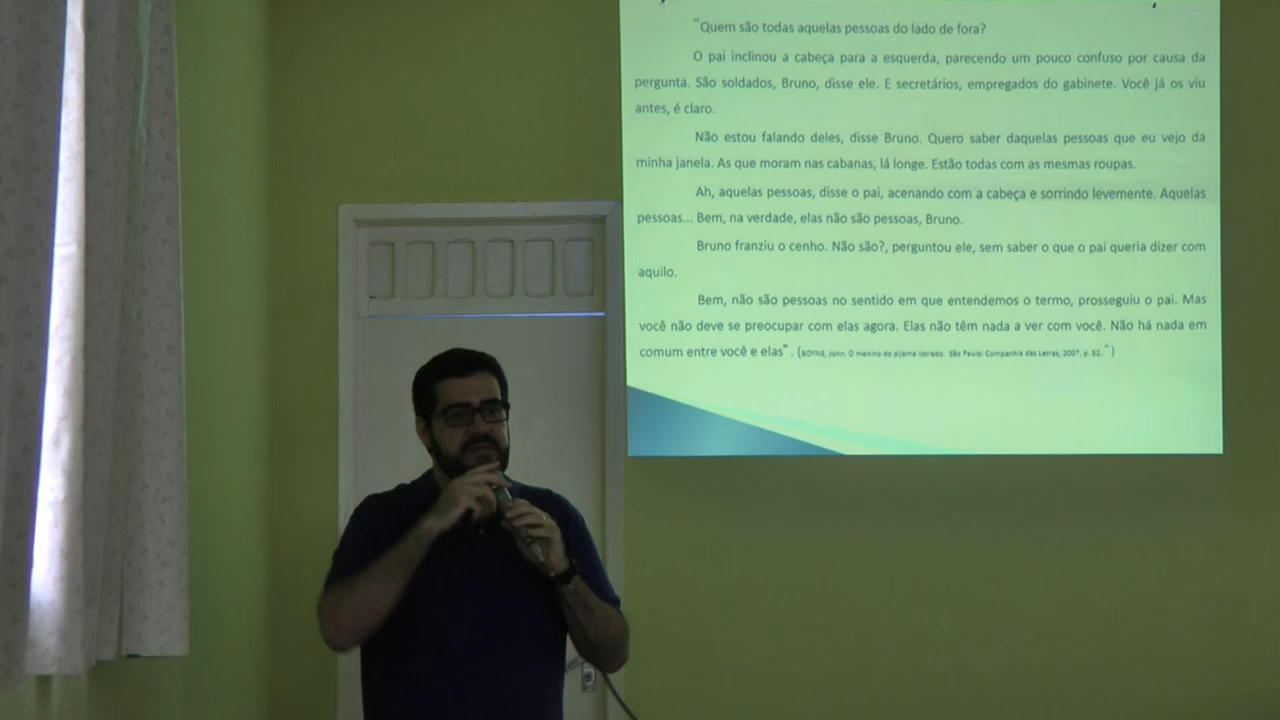 “Quem são todas aquelas pessoas do lado de fora?
O pai inclinou a cabeça para a esquerda, parecendo um pouco confuso por causa da
pergunta. São soldados, Bruno, disse ele. E secretários, empregados do gabinete. Você já os viu
antes, é claro.
Não estou falando deles, disse Bruno. Quero saber daquelas pessoas que eu vejo da
minha janela. As que moram nas cabanas, lá longe. Estão todas com as mesmas roupas.
Ah, aquelas pessoas, disse o pai, acenando com a cabeça e sorrindo levemente. Aquelas
pessoas... Bem, na verdade, elas não são pessoas, Bruno.
Bruno franziu o cenho. Não são?, perguntou ele, sem saber o que o pai queria dizer com
aquilo.
Bem, não são pessoas no sentido em que entendemos o termo, prosseguiu o pai. Mas
você não deve se preocupar com elas agora. Elas não têm nada a ver com você. Não há nada em
comum entre você e elas” . (BOYNE, John. O menino do pijama listrado. São Paulo: Companhia das Letras, 2007, p. 52.”)